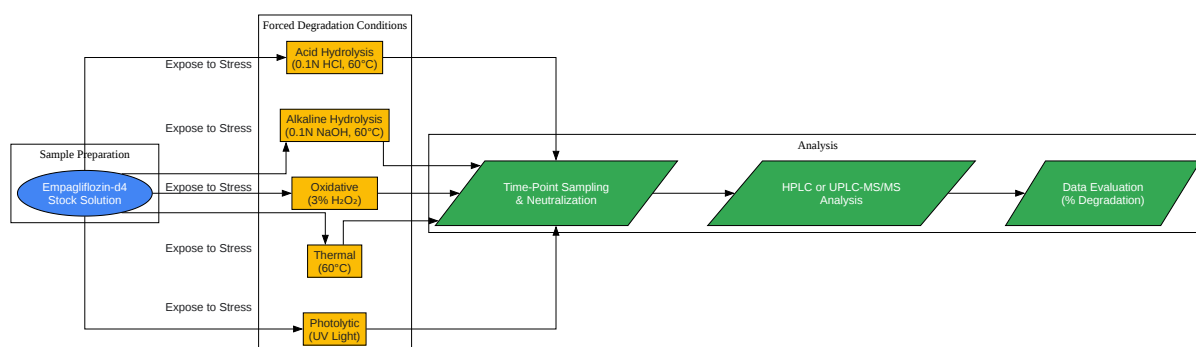 Forced Degradation Conditions
Acid Hydrolysis
(0.1N HCl, 60°C)
Expose to Stress
Alkaline Hydrolysis
(0.1N NaOH, 60°C)
Expose to Stress
Sample Preparation
Analysis
Empagliflozin-d4
Stock Solution
Expose to Stress
Oxidative
(3% H₂O₂)
Time-Point Sampling
& Neutralization
HPLC or UPLC-MS/MS
Analysis
Data Evaluation
(% Degradation)
Expose to Stress
Thermal
(60°C)
Expose to Stress
Photolytic
(UV Light)